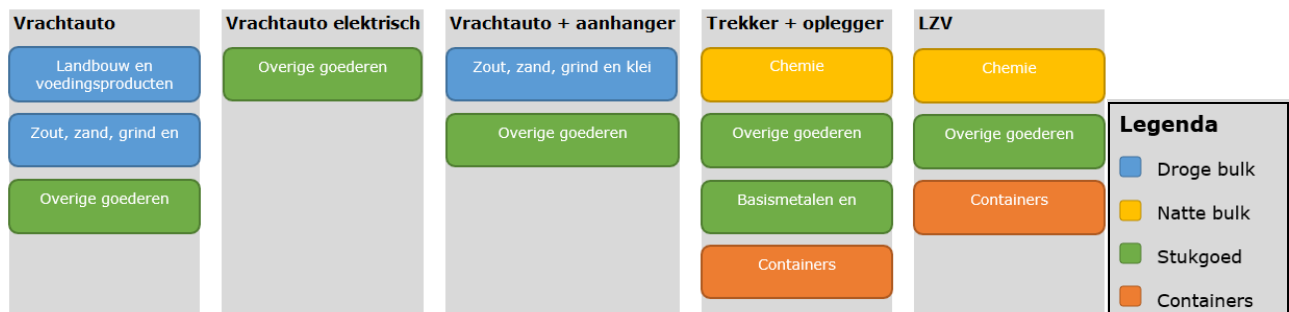 Vrachtauto
Landbouw en
voedingsproducten
Zout, zand, grind en
Overige goederen
Vrachtauto elektrisch
Overige goederen
Vrachtauto + aanhanger
Zout, zand, grind en klei
Overige goederen
Trekker + oplegger
Chemie
Overige goederen
Basismetalen en
Containers
LZV
Chemie
Overige goederen
Containers
Legenda
Droge bulk
Natte bulk
Stukgoed
Containers